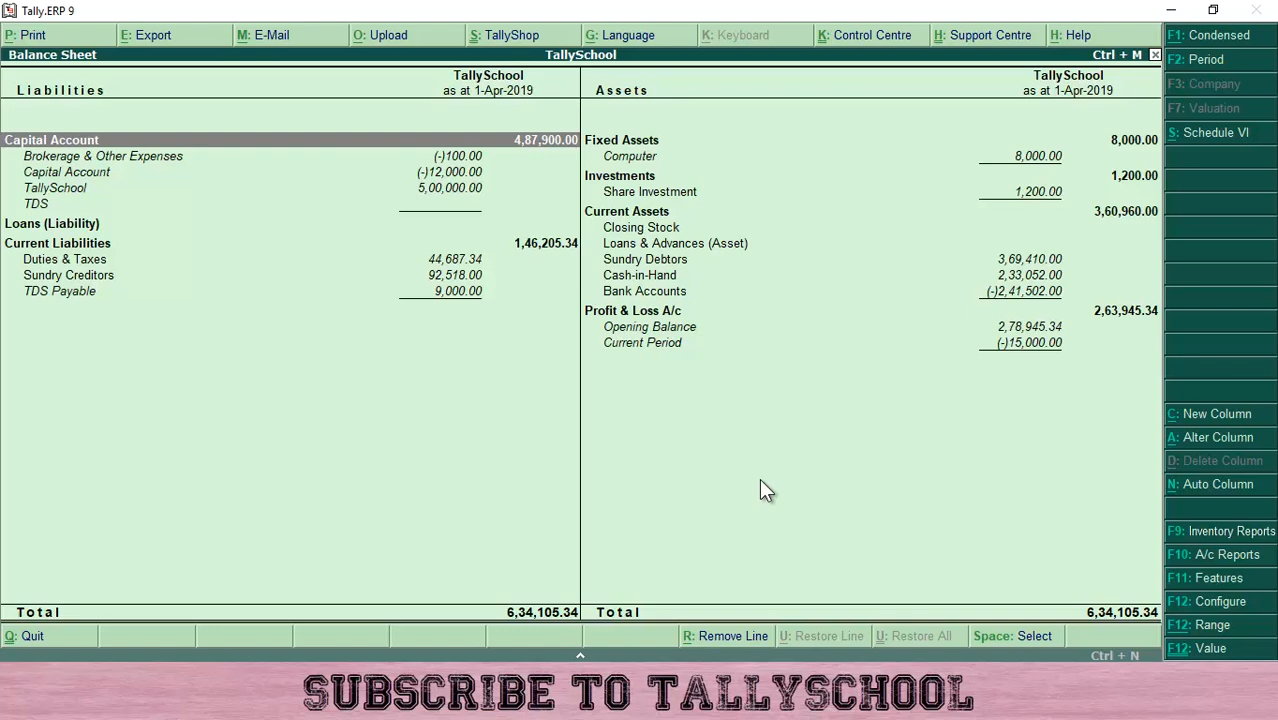 Tally.ERP 9
P: Print E: Export M: E-Mail O: Upload S: TallyShop G: Language K: Keyboard K: Control Centre H: Support Centre H: Help
Balance Sheet TallySchool Ctrl + M
Liabilities TallySchool as at 1-Apr-2019
Capital Account 4,87,900.00
Brokerage & Other Expenses (-)100.00
Capital Account (-)12,000.00
TallySchool 5,00,000.00
TDS
Loans (Liability)
Current Liabilities 1,46,205.34
Duties & Taxes 44,687.34
Sundry Creditors 92,518.00
TDS Payable 9,000.00
Total 6,34,105.34
Assets TallySchool as at 1-Apr-2019
Fixed Assets 8,000.00
Computer 8,000.00
Investments 1,200.00
Share Investment 1,200.00
Current Assets 3,60,960.00
Closing Stock
Loans & Advances (Asset)
Sundry Debtors 3,69,410.00
Cash-in-Hand 2,33,052.00
Bank Accounts (-)2,41,502.00
Profit & Loss A/c 2,63,945.34
Opening Balance 2,78,945.34
Current Period (-)15,000.00
Total 6,34,105.34
F1: Condensed
F2: Period
F3: Company
F7: Valuation
S: Schedule VI
C: New Column
A: Alter Column
D: Delete Column
N: Auto Column
F9: Inventory Reports
F10: A/c Reports
F11: Features
F12: Configure
F12: Range
F12: Value
Q: Quit R: Remove Line U: Restore Line U: Restore All Space: Select
Ctrl + N
SUBSCRIBE TO TALLYSCHOOL